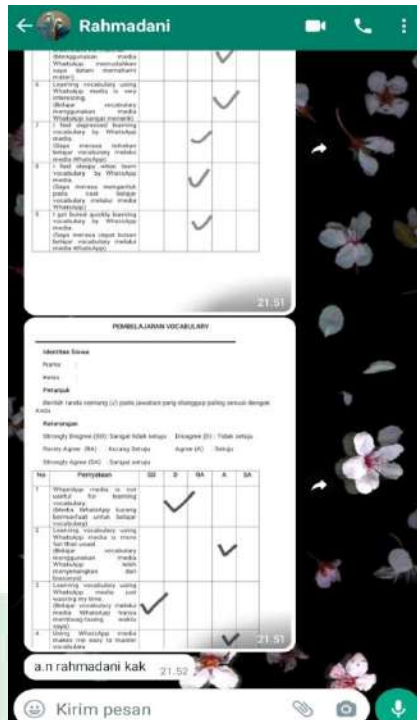 Rahmadani
(Menggunakan media
WhatsApp memudahkan
saya dalam memahami
materi)
6 Learning vocabulary using
WhatsApp media is very
interesting.
(Belajar vocabulary
menggunakan media
WhatsApp sangat menarik)
7 I feel depressed learning
vocabulary by WhatsApp
media.
(Saya merasa tertekan
belajar vocabulary melalui
media WhatsApp)
8 I feel sleepy when learn
vocabulary by WhatsApp
media.
(Saya merasa mengantuk
pada saat belajar
vocabulary melalui media
WhatsApp)
9 I get bored quickly learning
vocabulary by WhatsApp
media.
(Saya merasa cepat bosan
belajar vocabulary melalui
media WhatsApp)
21.51
PEMBELAJARAN VOCABULARY
Identitas Siswa
Nama :
Kelas :
Petunjuk
Berilah tanda centang (√) pada jawaban yang dianggap paling sesuai dengan
Anda
Keterangan
Strongly Disagree (SD): Sangat tidak setuju Disagree (D) : Tidak setuju
Rarely Agree (RA) : Kurang Setuju Agree (A) : Setuju
Strongly Agree (SA) : Sangat setuju
No Pernyataan SD D RA A SA
1 WhatsApp media is not
useful for learning
vocabulary.
(Media WhatsApp kurang
bermanfaat untuk belajar
vocabulary)
2 Learning vocabulary using
WhatsApp media is more
fun than usual.
(Belajar vocabulary
menggunakan media
WhatsApp lebih
menyenangkan dari
biasanya)
3 Learning vocabulary using
WhatsApp media just
wasting my time.
(Belajar vocabulary melalui
media WhatsApp hanya
membuang-buang waktu
saya)
4 Using WhatsApp media
makes me easy to master
vocabulary.
21.51
a.n rahmadani kak 21.52
Kirim pesan